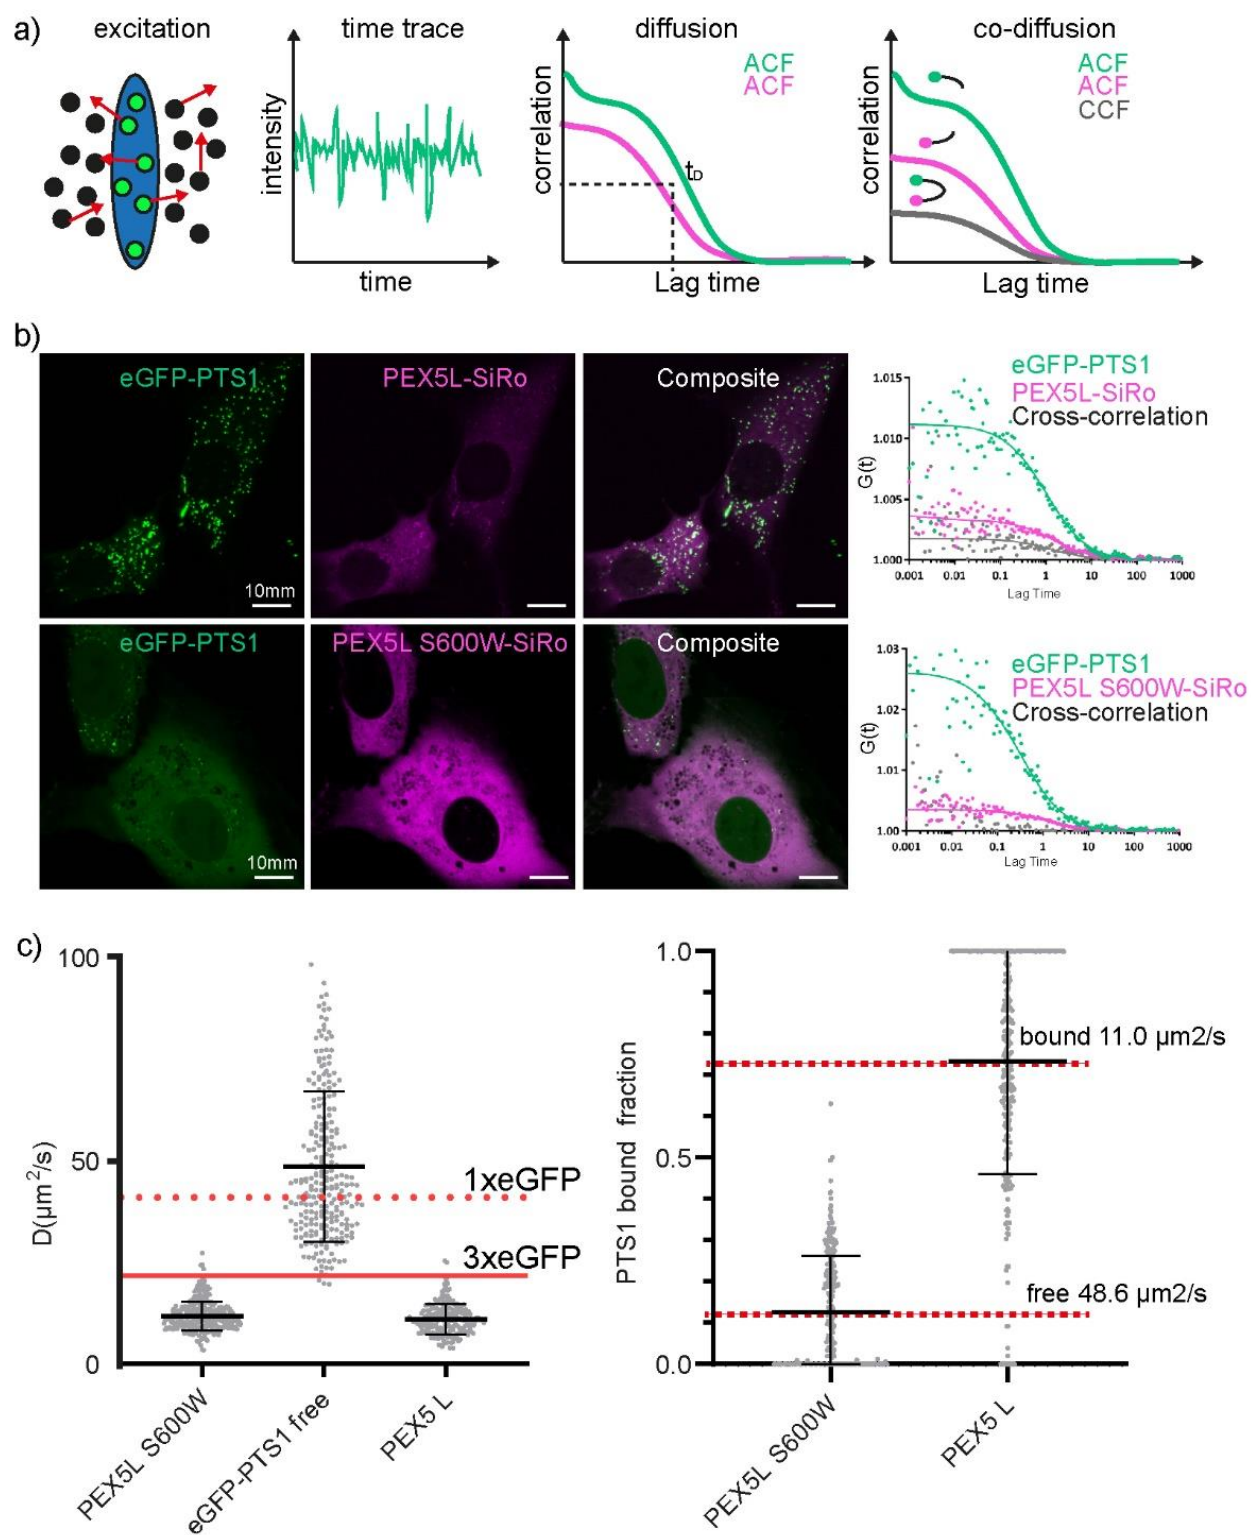 a)
excitation
time trace
diffusion
co-diffusion
intensity
time
correlation
ACF
ACF
tD
Lag time
correlation
ACF
ACF
CCF
Lag time
b)
eGFP-PTS1
10mm
PEX5L-SiRo
Composite
eGFP-PTS1
PEX5L-SiRo
Cross-correlation
G(t)
1.015
1.010
1.005
1.000
0.001 0.01 0.1 1 10 100 1000
Lag Time
eGFP-PTS1
10mm
PEX5L S600W-SiRo
Composite
eGFP-PTS1
PEX5L S600W-SiRo
Cross-correlation
G(t)
1.03
1.02
1.01
1.00
0.001 0.01 0.1 1 10 100 1000
Lag Time
c)
D(µm2/s)
100
50
0
1xeGFP
3xeGFP
PEX5L S600W
eGFP-PTS1 free
PEX5 L
PTS1 bound fraction
1.0
0.5
0.0
bound 11.0 µm2/s
free 48.6 µm2/s
PEX5L S600W
PEX5 L